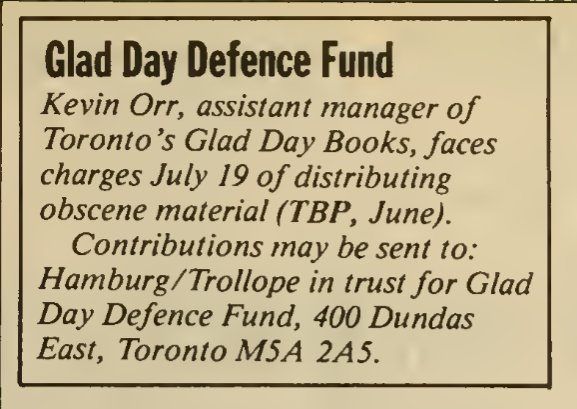 Glad Day Defence Fund
Kevin Orr, assistant manager of
Toronto's Glad Day Books, faces
charges July 19 of distributing
obscene material (TBP, June).
Contributions may be sent to:
Hamburg/Trollope in trust for Glad
Day Defence Fund, 400 Dundas
East, Toronto M5A 2A5.